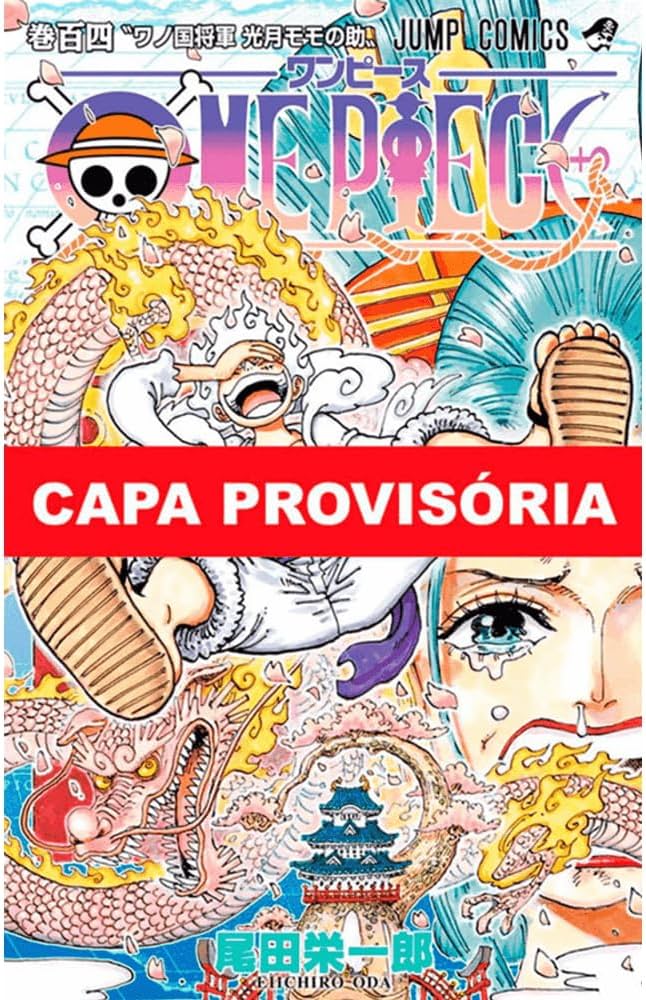 巻百四 〝ワノ国将軍 光月モモの助〟 JUMP COMICS
ワンピース
ONE PIECE
CAPA PROVISÓRIA
尾田栄一郎
EIICHIRO ODA